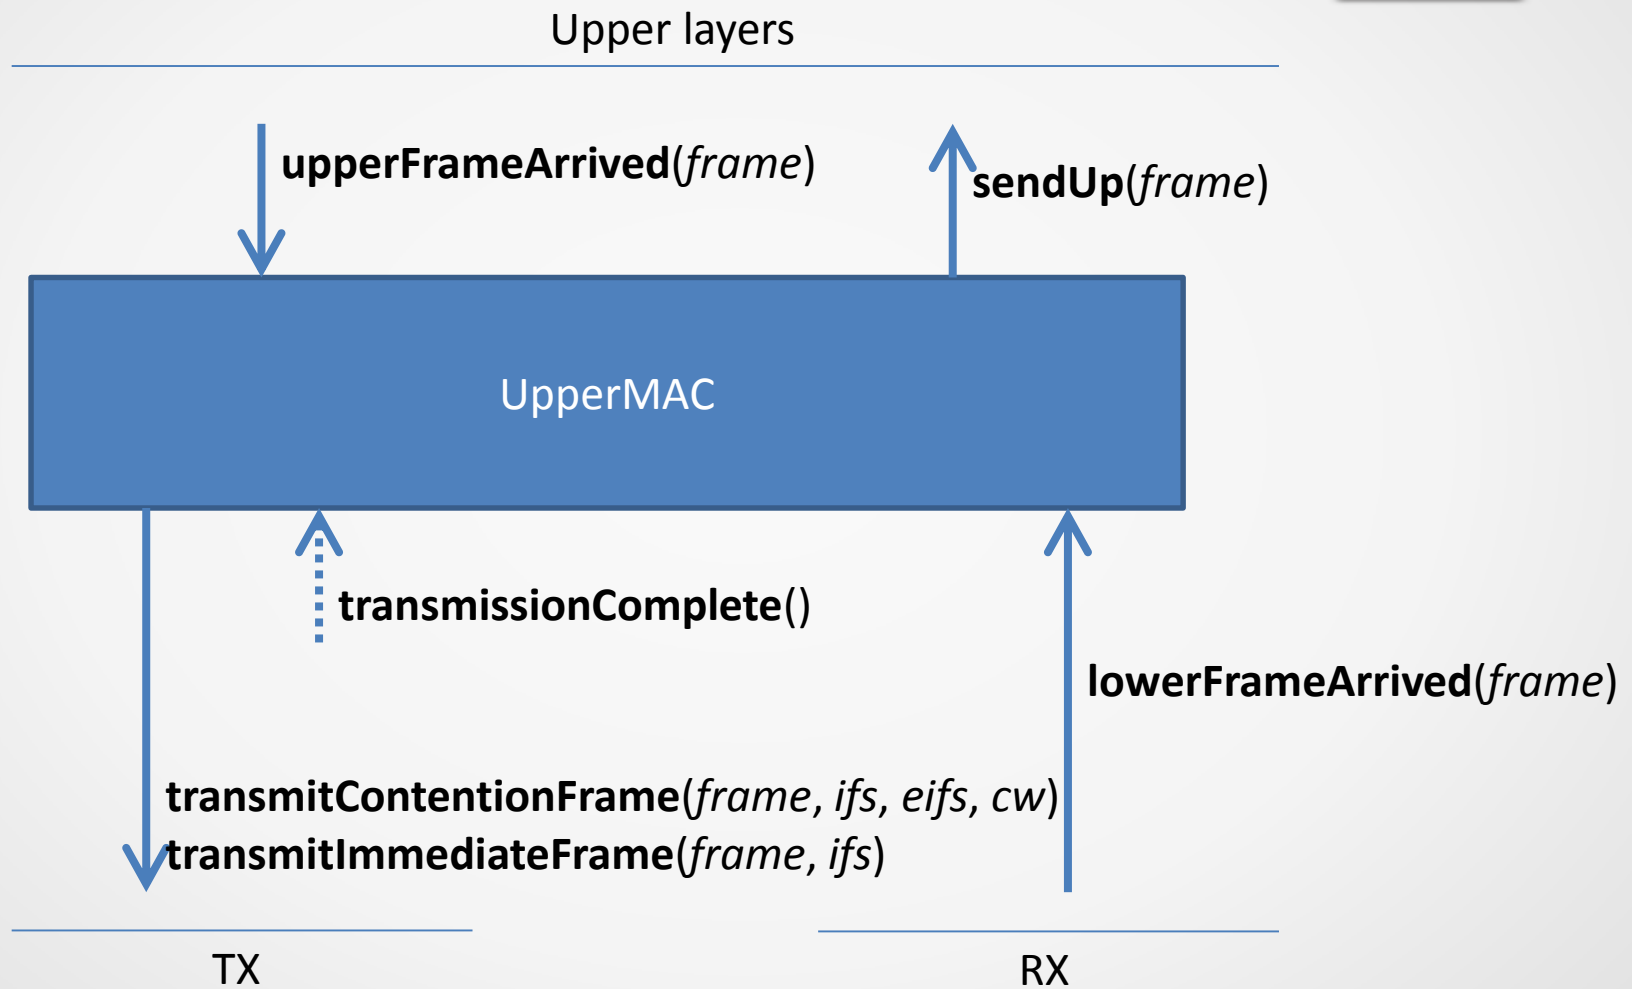 Upper layers
upperFrameArrived(frame)
sendUp(frame)
UpperMAC
transmissionComplete()
lowerFrameArrived(frame)
transmitContentionFrame(frame, ifs, eifs, cw)
transmitImmediateFrame(frame, ifs)
TX
RX